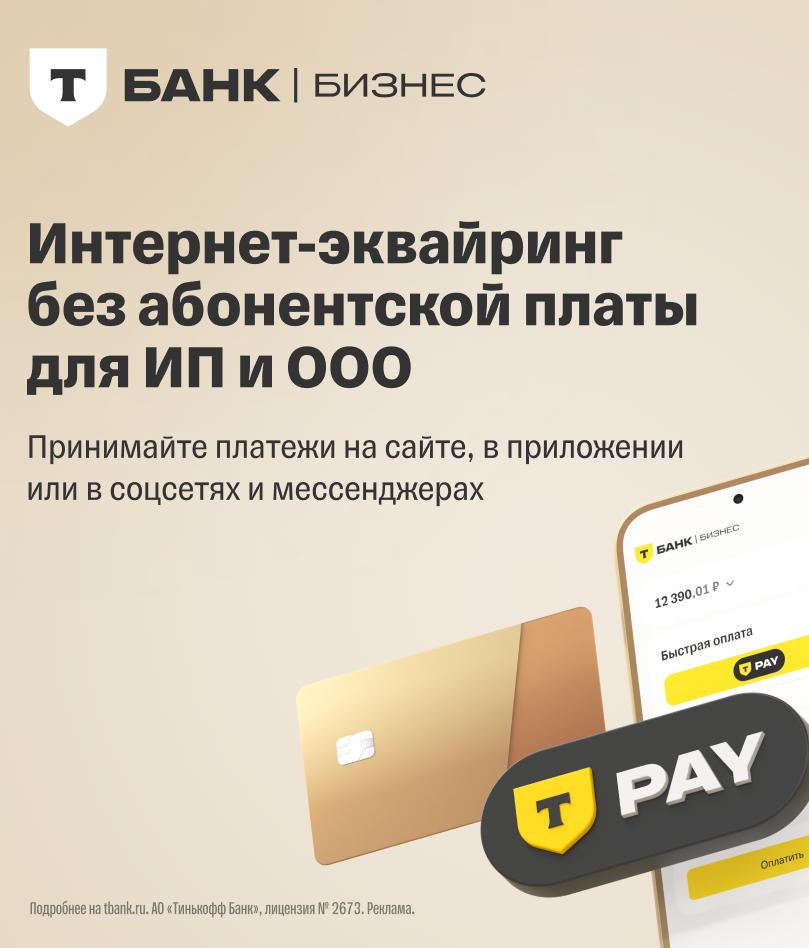 Т БАНК | БИЗНЕС
Интернет-эквайринг
без абонентской платы
для ИП и ООО
Принимайте платежи на сайте, в приложении
или в соцсетях и мессенджерах
Т БАНК | БИЗНЕС
12 390,01 ₽
Быстрая оплата
Т PAY
Т PAY
Оплатить
Подробнее на tbank.ru. АО «Тинькофф Банк», лицензия № 2673. Реклама.